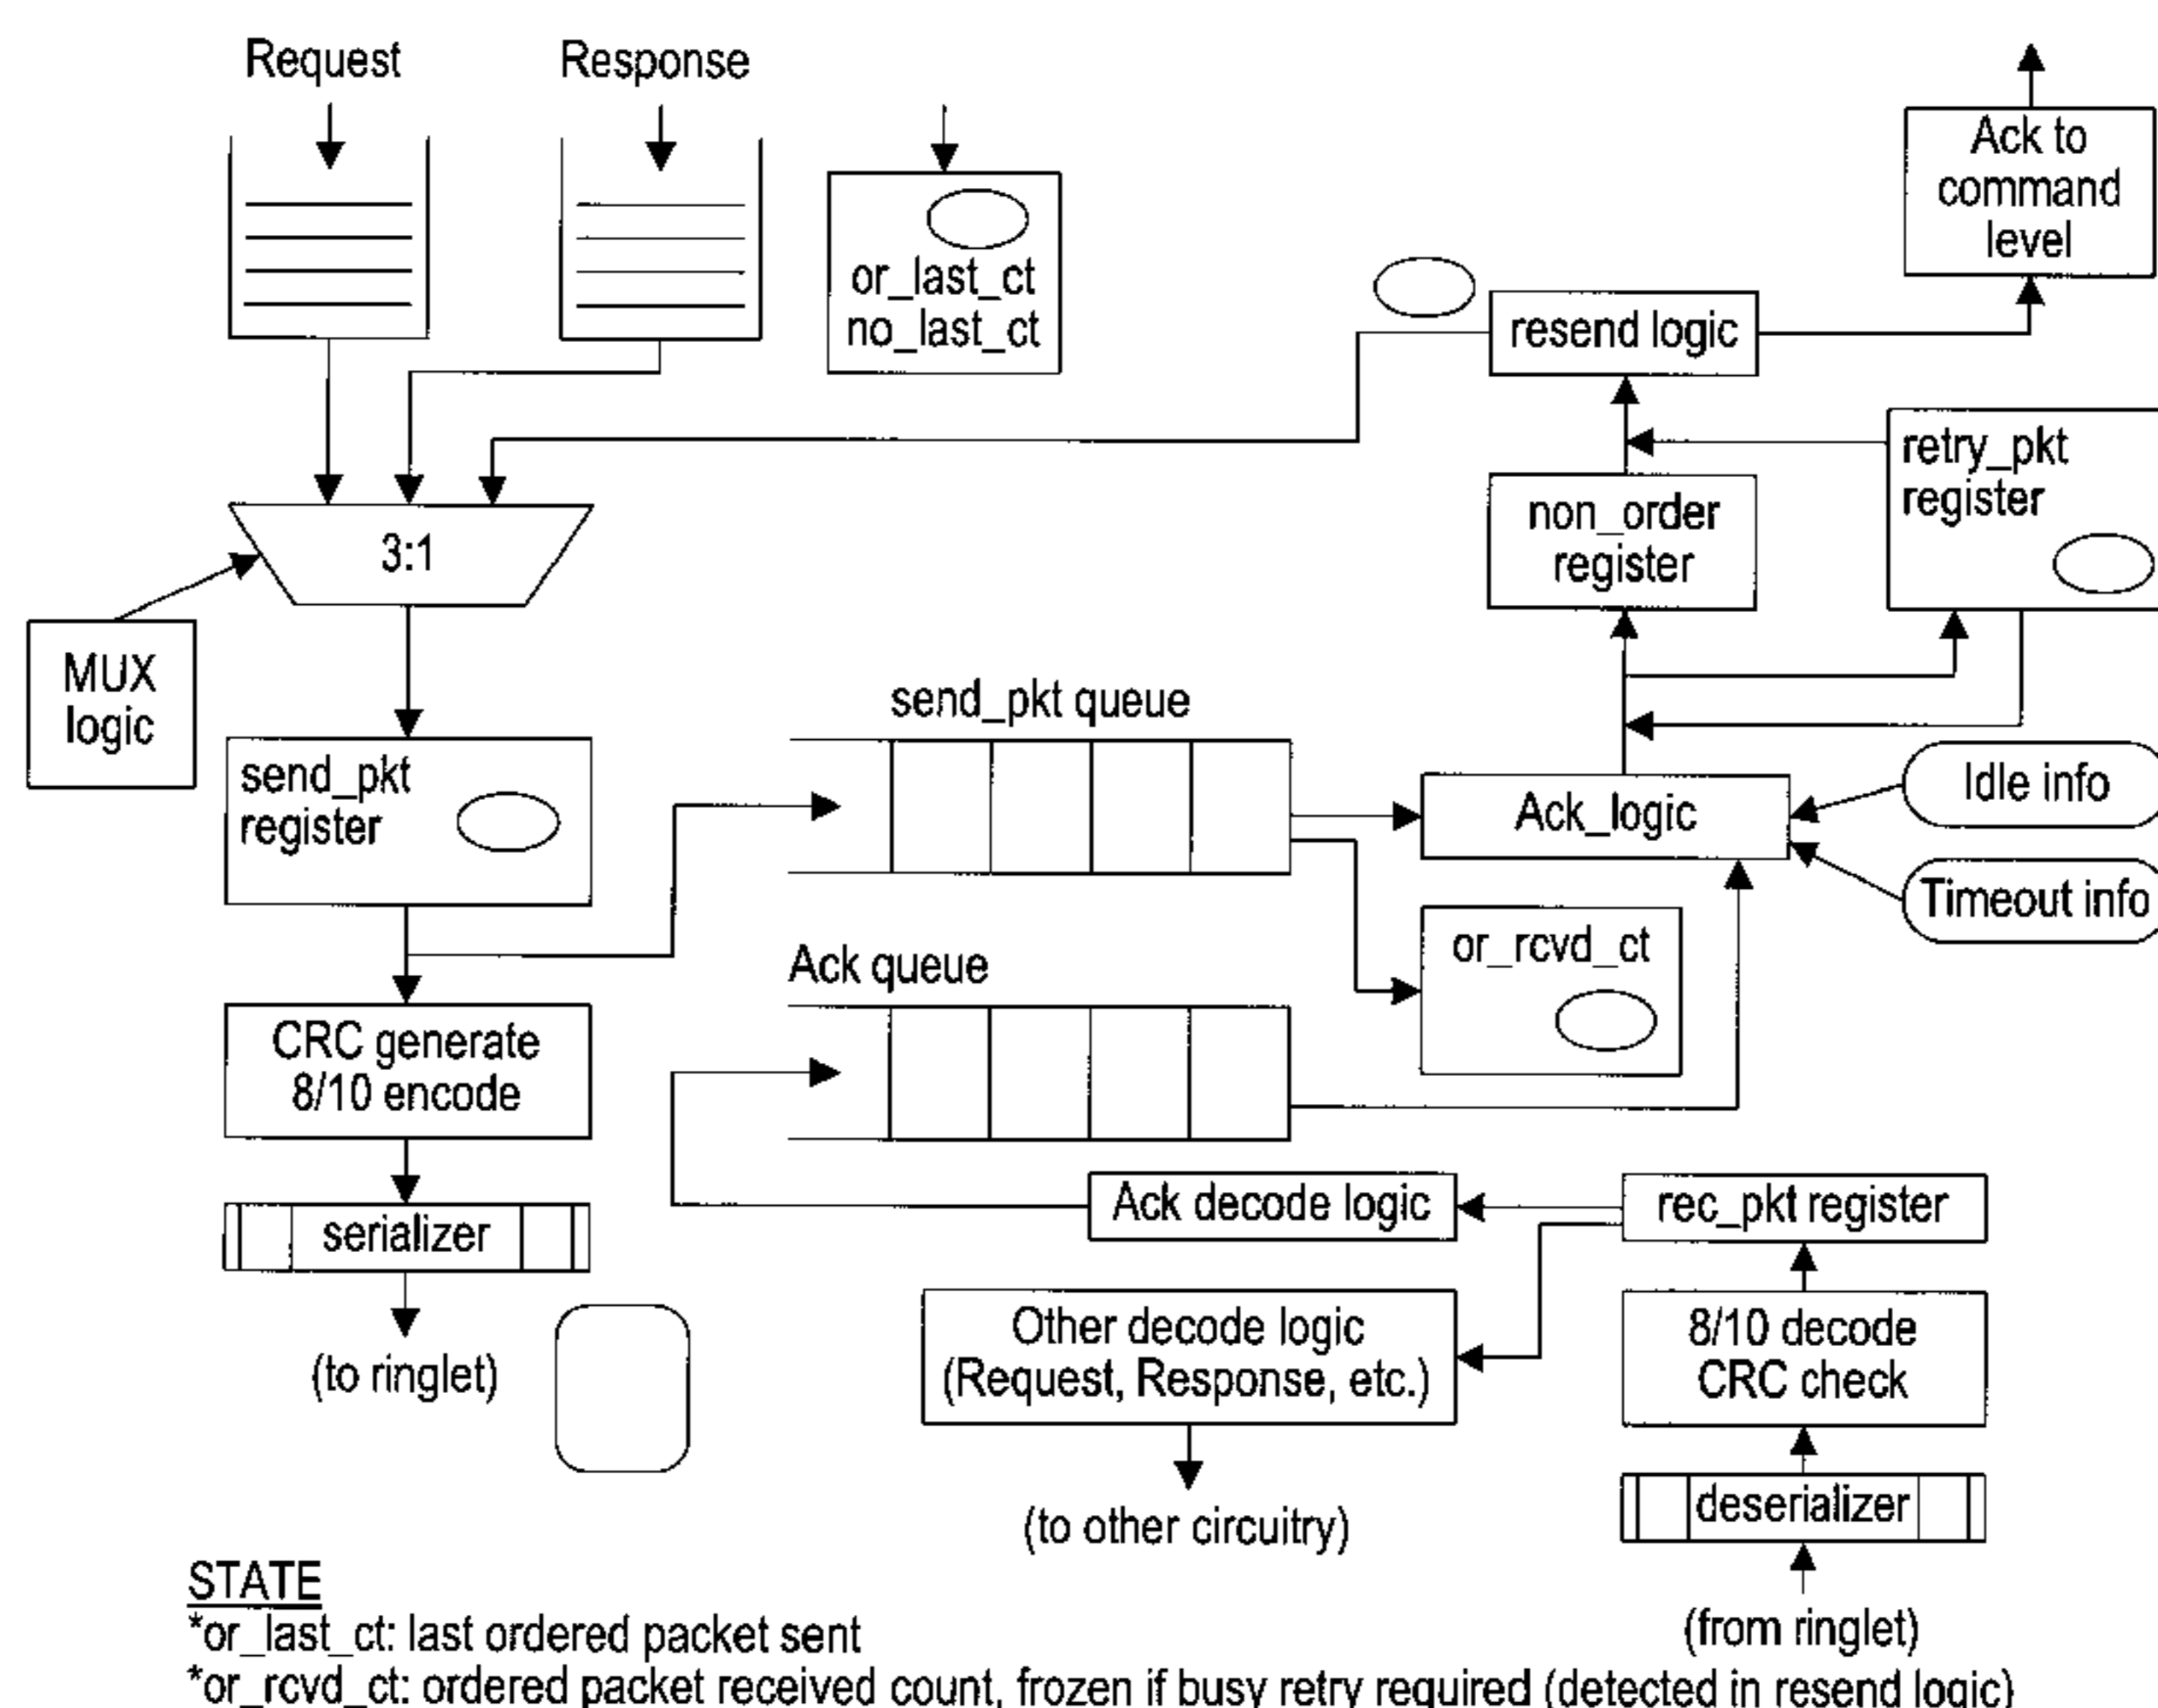 Request
Response
or_last_ct
no_last_ct
Ack to
command
level
resend logic
retry_pkt
register
non_order
register
3:1
MUX
logic
send_pkt
register
send_pkt queue
Ack_logic
Idle info
Timeout info
or_rcvd_ct
Ack queue
CRC generate
8/10 encode
serializer
(to ringlet)
Ack decode logic
rec_pkt register
Other decode logic
(Request, Response, etc.)
8/10 decode
CRC check
(to other circuitry)
deserializer
(from ringlet)
STATE
*or_last_ct: last ordered packet sent
*or_rcvd_ct: ordered packet received count, frozen if busy retry required (detected in resend logic)